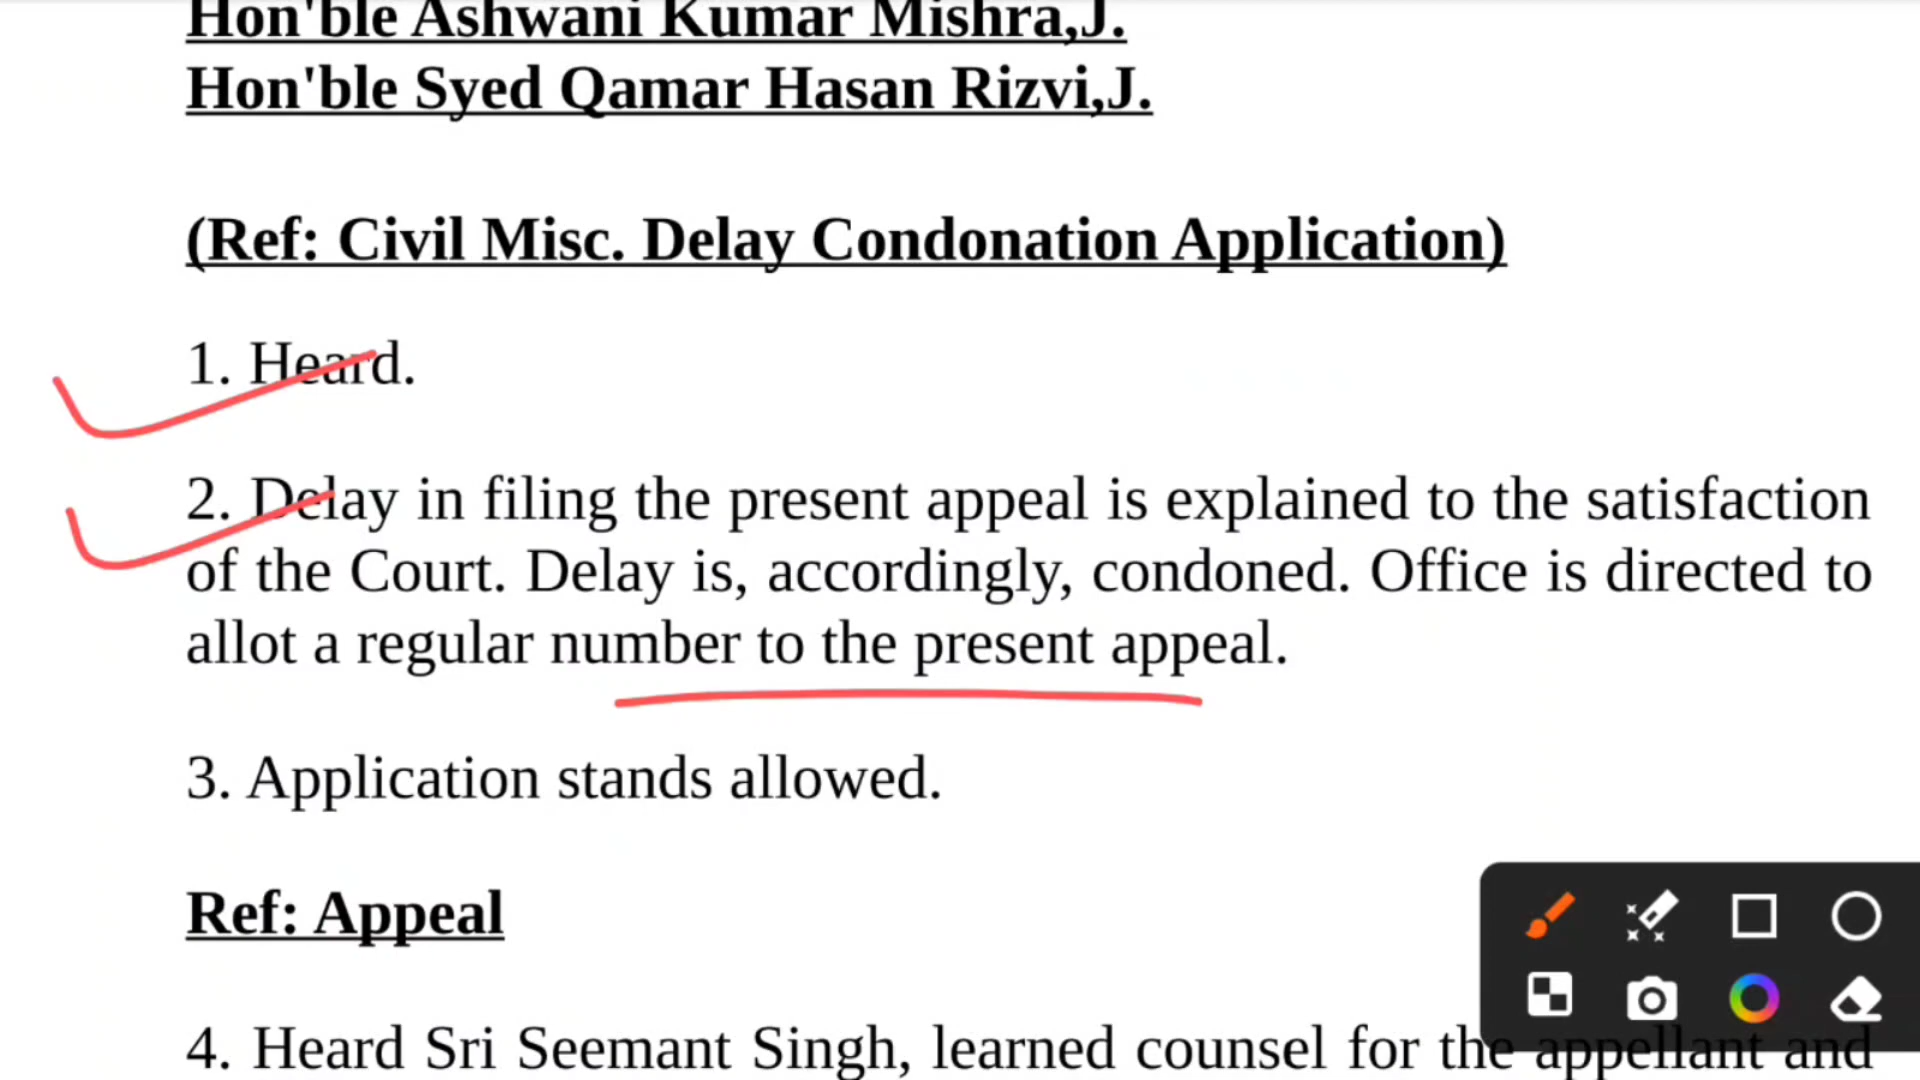 Hon'ble Ashwani Kumar Mishra,J.
Hon'ble Syed Qamar Hasan Rizvi,J.
(Ref: Civil Misc. Delay Condonation Application)
1. Heard.
2. Delay in filing the present appeal is explained to the satisfaction
of the Court. Delay is, accordingly, condoned. Office is directed to
allot a regular number to the present appeal.
3. Application stands allowed.
Ref: Appeal
4. Heard Sri Seemant Singh, learned counsel for the appellant and